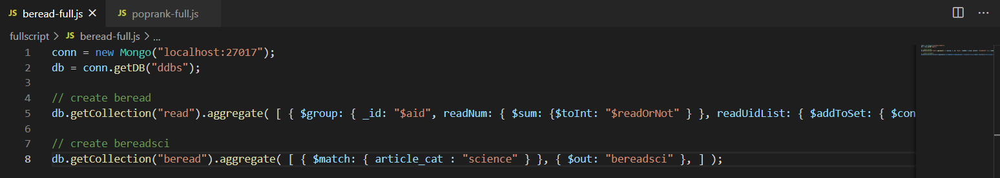 JS beread-full.js JS poprank-full.js
fullscript > JS beread-full.js > ...
1 conn = new Mongo("localhost:27017");
2 db = conn.getDB("ddbs");
3
4 // create beread
5 db.getCollection("read").aggregate( [ { $group: { _id: "$aid", readNum: { $sum: {$toInt: "$readOrNot" } }, readUidList: { $addToSet: { $con
6
7 // create bereadsci
8 db.getCollection("beread").aggregate( [ { $match: { article_cat : "science" } }, { $out: "bereadsci" }, ] );